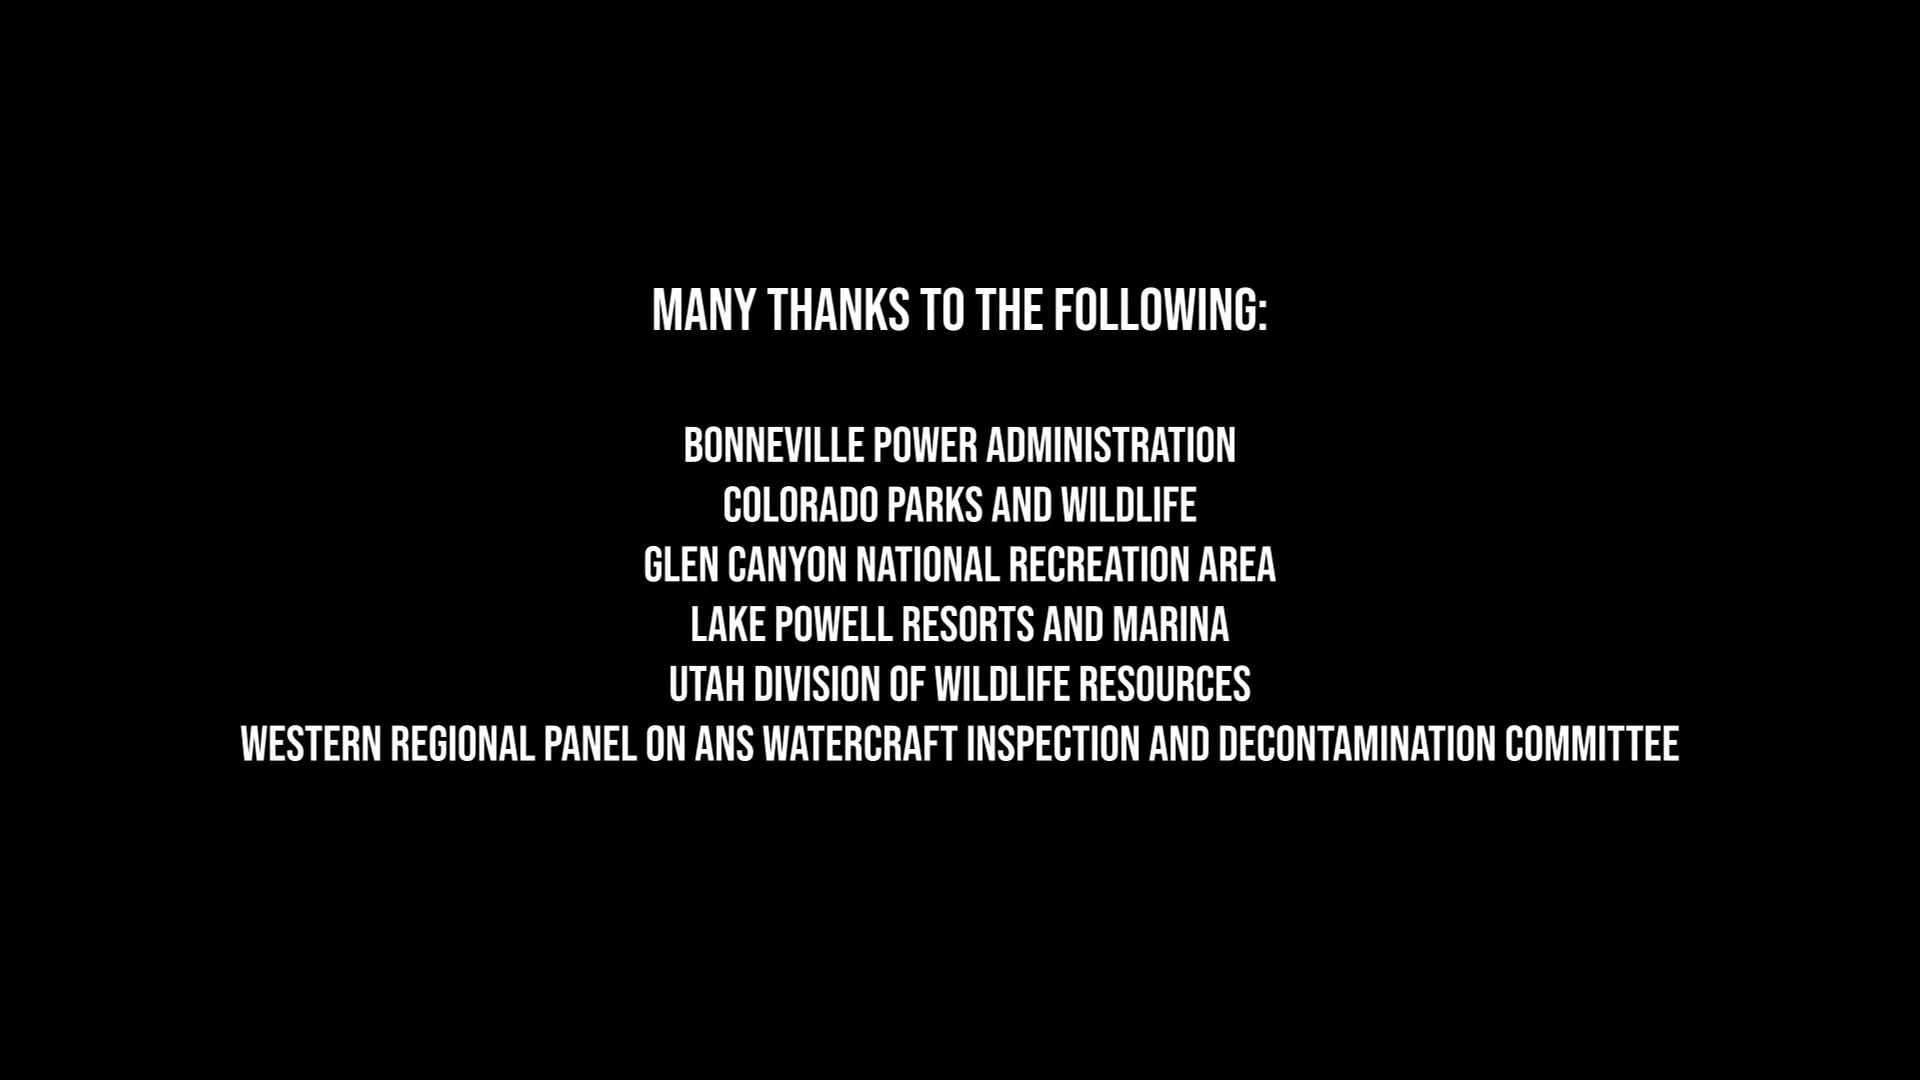 MANY THANKS TO THE FOLLOWING:
BONNEVILLE POWER ADMINISTRATION
COLORADO PARKS AND WILDLIFE
GLEN CANYON NATIONAL RECREATION AREA
LAKE POWELL RESORTS AND MARINA
UTAH DIVISION OF WILDLIFE RESOURCES
WESTERN REGIONAL PANEL ON ANS WATERCRAFT INSPECTION AND DECONTAMINATION COMMITTEE